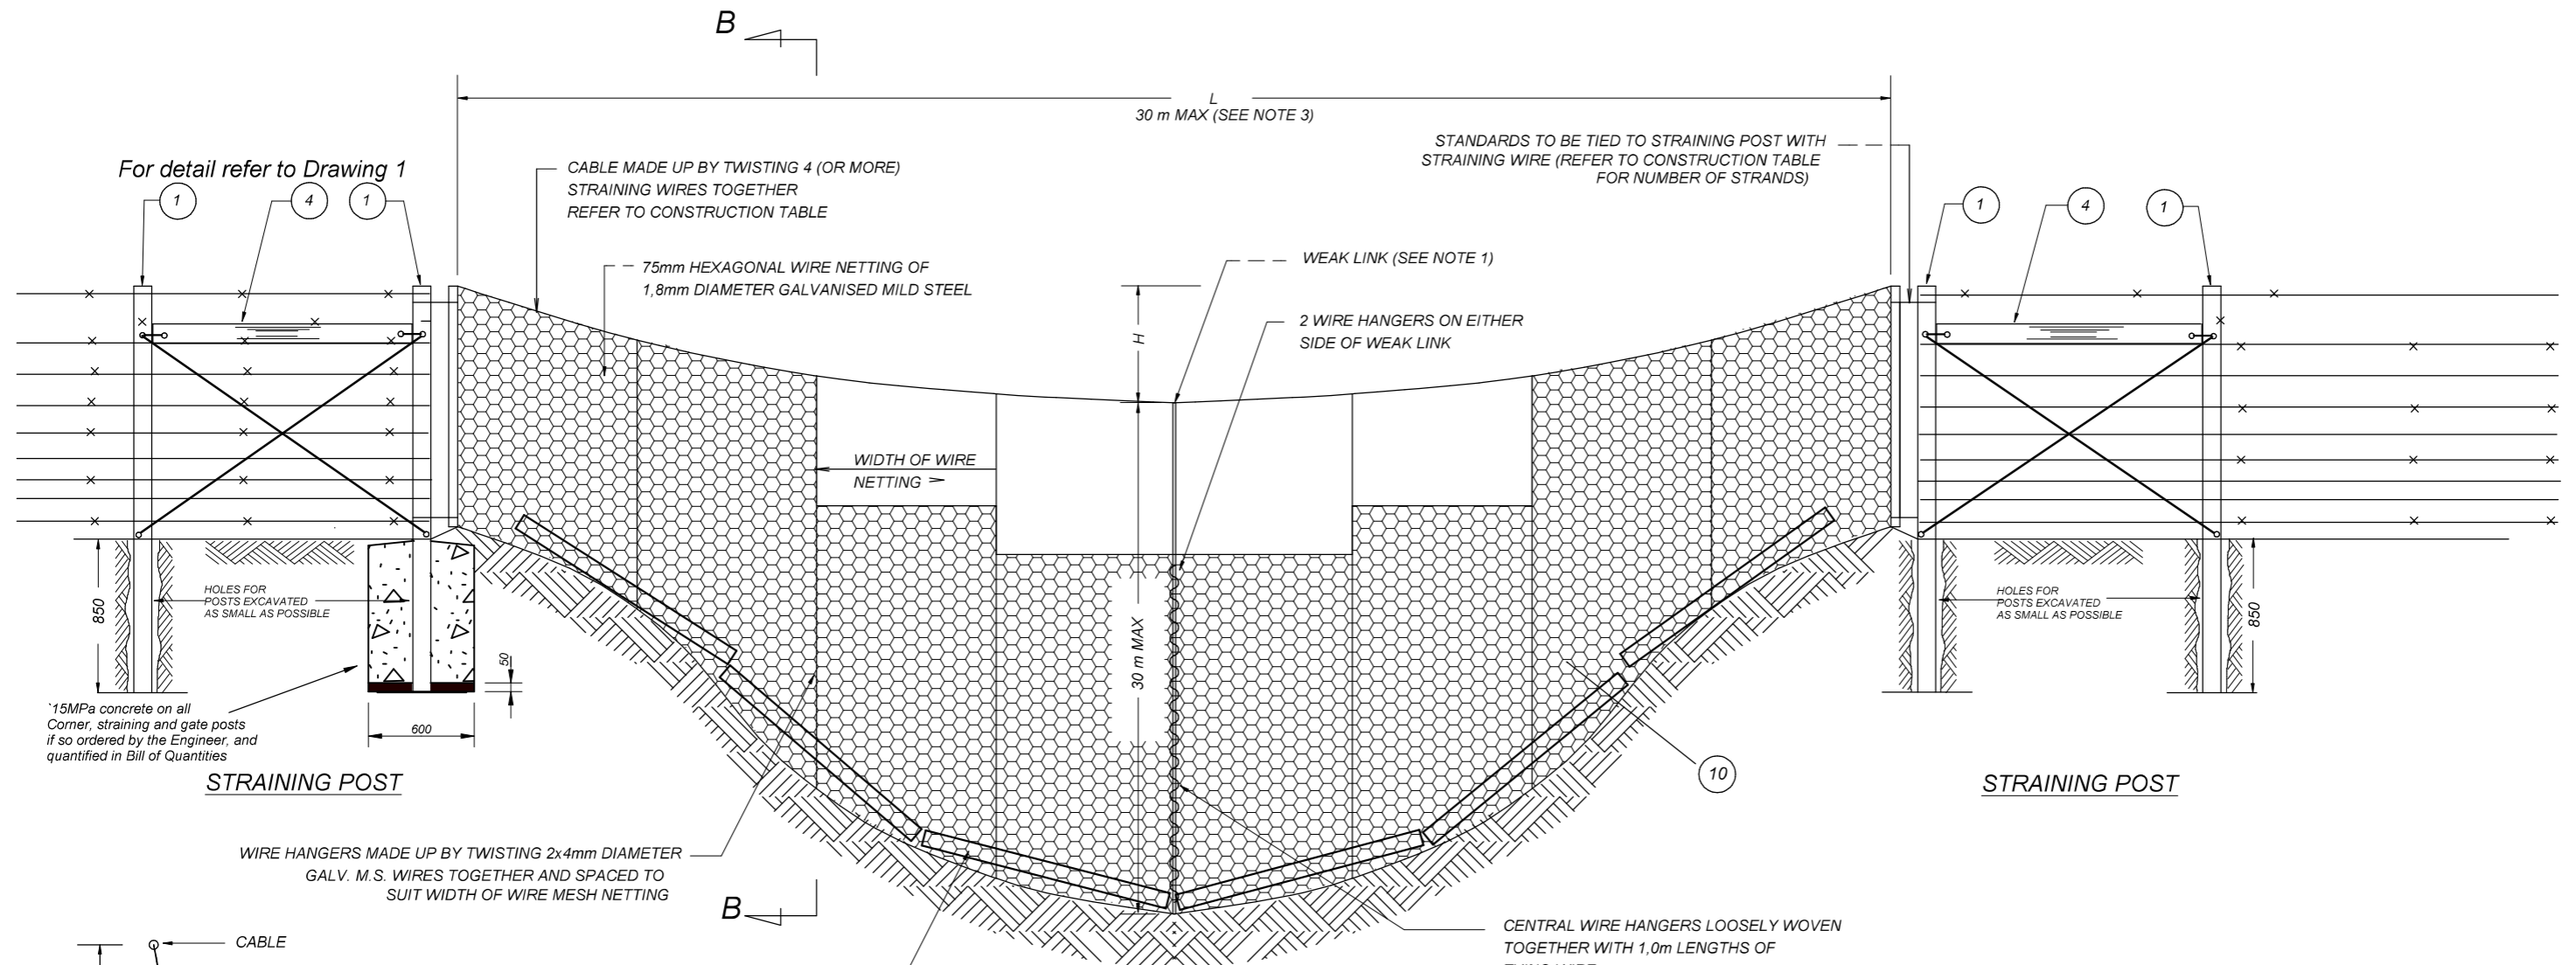 B
L
30 m MAX (SEE NOTE 3)
For detail refer to Drawing 1
1
4
1
CABLE MADE UP BY TWISTING 4 (OR MORE)
STRAINING WIRES TOGETHER
REFER TO CONSTRUCTION TABLE
STANDARDS TO BE TIED TO STRAINING POST WITH
STRAINING WIRE (REFER TO CONSTRUCTION TABLE
FOR NUMBER OF STRANDS)
1
4
1
75mm HEXAGONAL WIRE NETTING OF
1,8mm DIAMETER GALVANISED MILD STEEL
WEAK LINK (SEE NOTE 1)
H
2 WIRE HANGERS ON EITHER
SIDE OF WEAK LINK
WIDTH OF WIRE
NETTING
HOLES FOR
POSTS EXCAVATED
AS SMALL AS POSSIBLE
850
50
600
30 m MAX
HOLES FOR
POSTS EXCAVATED
AS SMALL AS POSSIBLE
850
`15MPa concrete on all
Corner, straining and gate posts
if so ordered by the Engineer, and
quantified in Bill of Quantities
STRAINING POST
10
STRAINING POST
WIRE HANGERS MADE UP BY TWISTING 2x4mm DIAMETER
GALV. M.S. WIRES TOGETHER AND SPACED TO
SUIT WIDTH OF WIRE MESH NETTING
B
CABLE
CENTRAL WIRE HANGERS LOOSELY WOVEN
TOGETHER WITH 1,0m LENGTHS OF